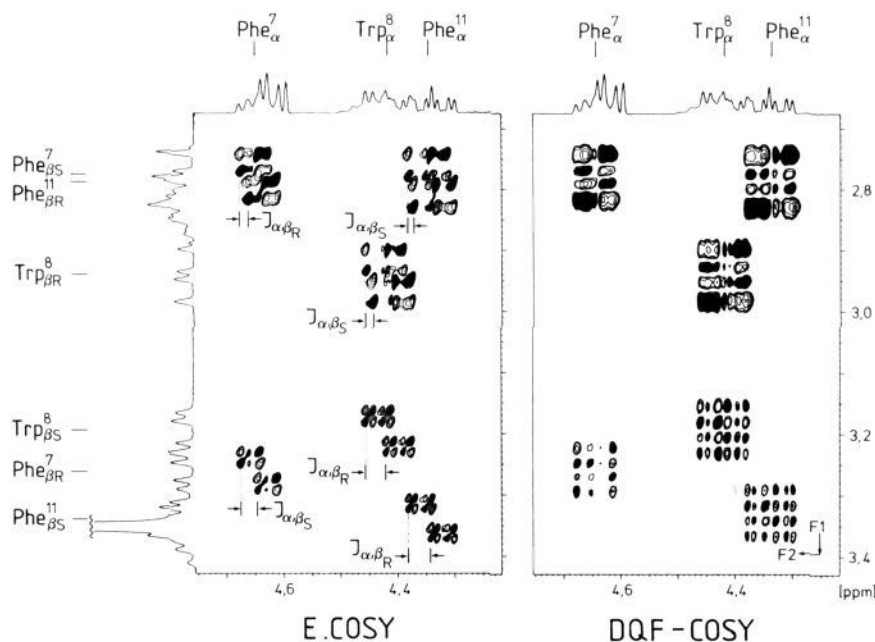 Phe⁷α
Trp⁸α
Phe¹¹α
Phe⁷α
Trp⁸α
Phe¹¹α
Phe⁷βS
Phe¹¹βR
Trp⁸βR
Trp⁸βS
Phe⁷βR
Phe¹¹βS
Jα,βR
Jα,βS
Jα,βS
Jα,βR
Jα,βS
Jα,βR
2,8
3,0
3,2
3,4
F1
F2
[ppm]
4,6
4,4
4,6
4,4
E.COSY
DQF-COSY